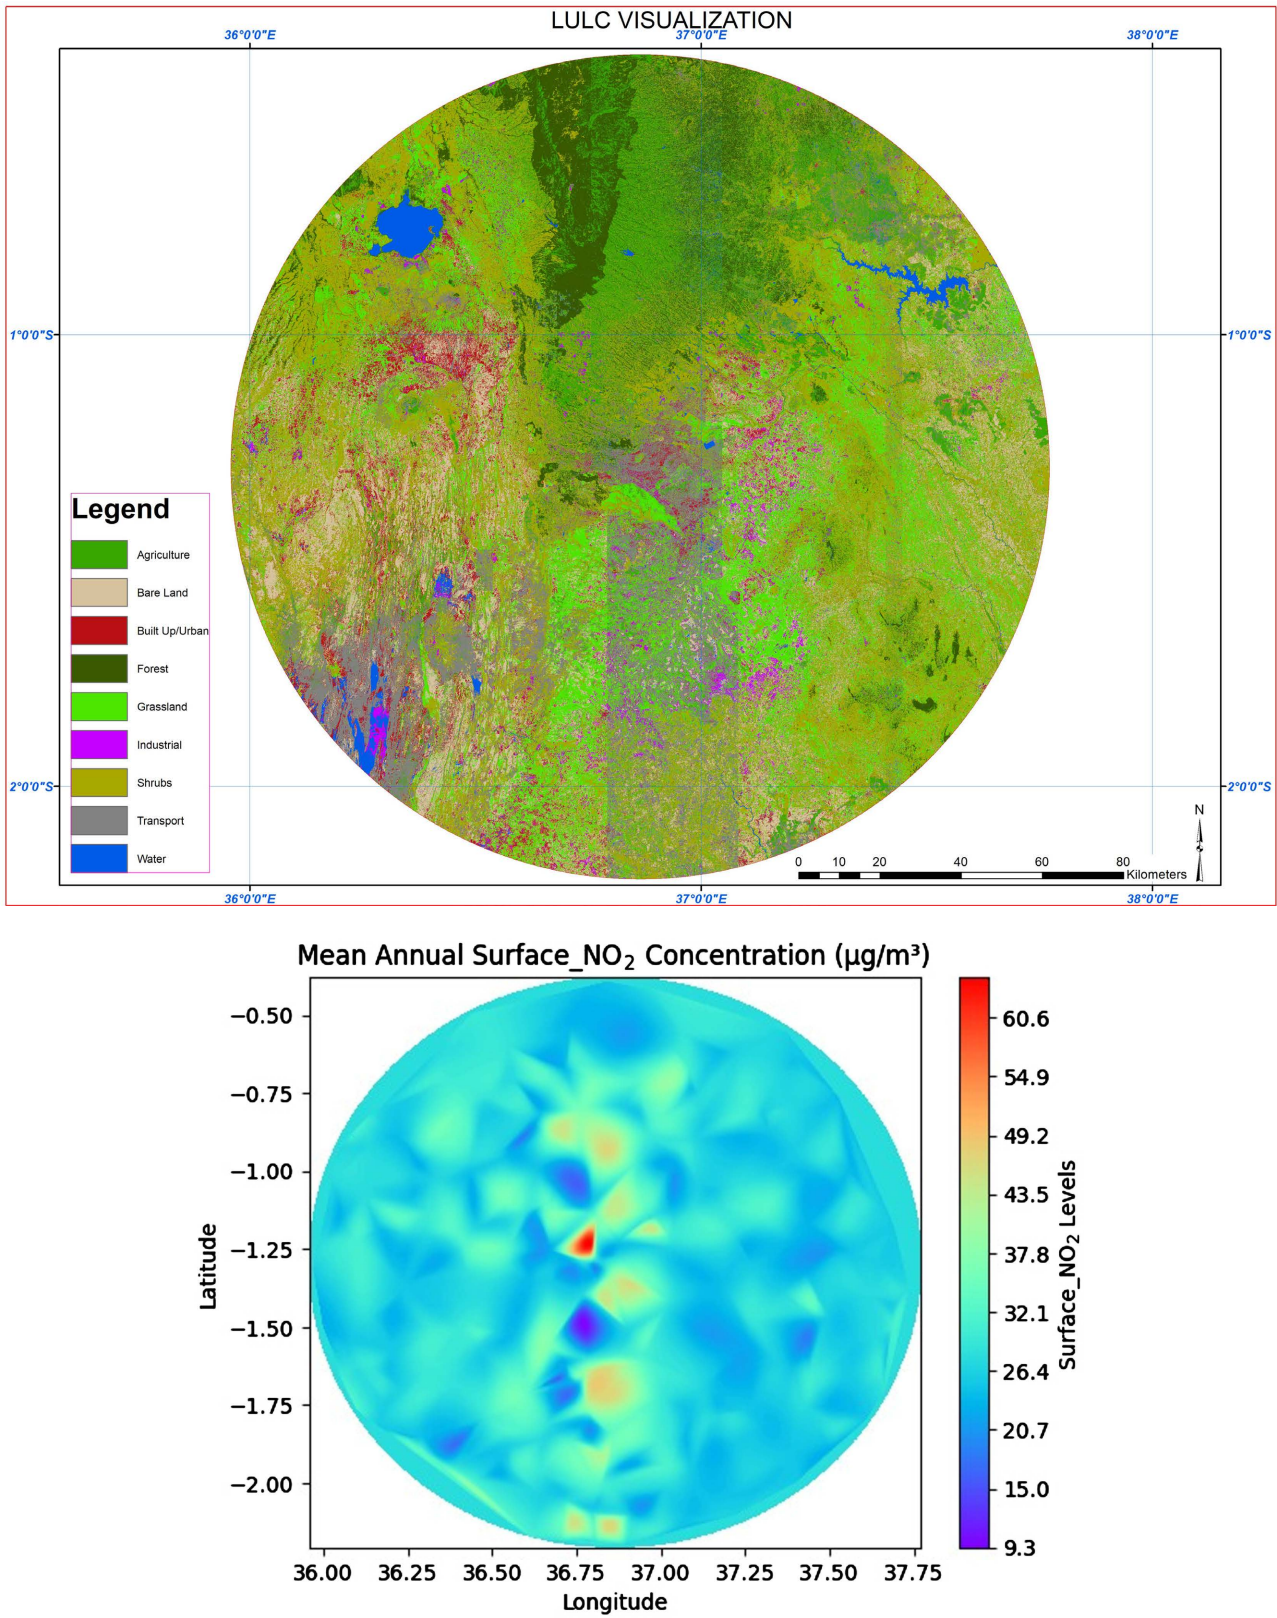 LULC VISUALIZATION
36°0'0"E 37°0'0"E 38°0'0"E
1°0'0"S 1°0'0"S
Legend
Agriculture
Bare Land
Built Up/Urban
Forest
Grassland
Industrial
Shrubs
Transport
Water
2°0'0"S 2°0'0"S
N
0 10 20 40 60 80
Kilometers
36°0'0"E 37°0'0"E 38°0'0"E
Mean Annual Surface_NO₂ Concentration (µg/m³)
−0.50
−0.75
−1.00
−1.25
−1.50
−1.75
−2.00
Latitude
36.00 36.25 36.50 36.75 37.00 37.25 37.50 37.75
Longitude
60.6
54.9
49.2
43.5
37.8
32.1
26.4
20.7
15.0
9.3
Surface_NO₂ Levels